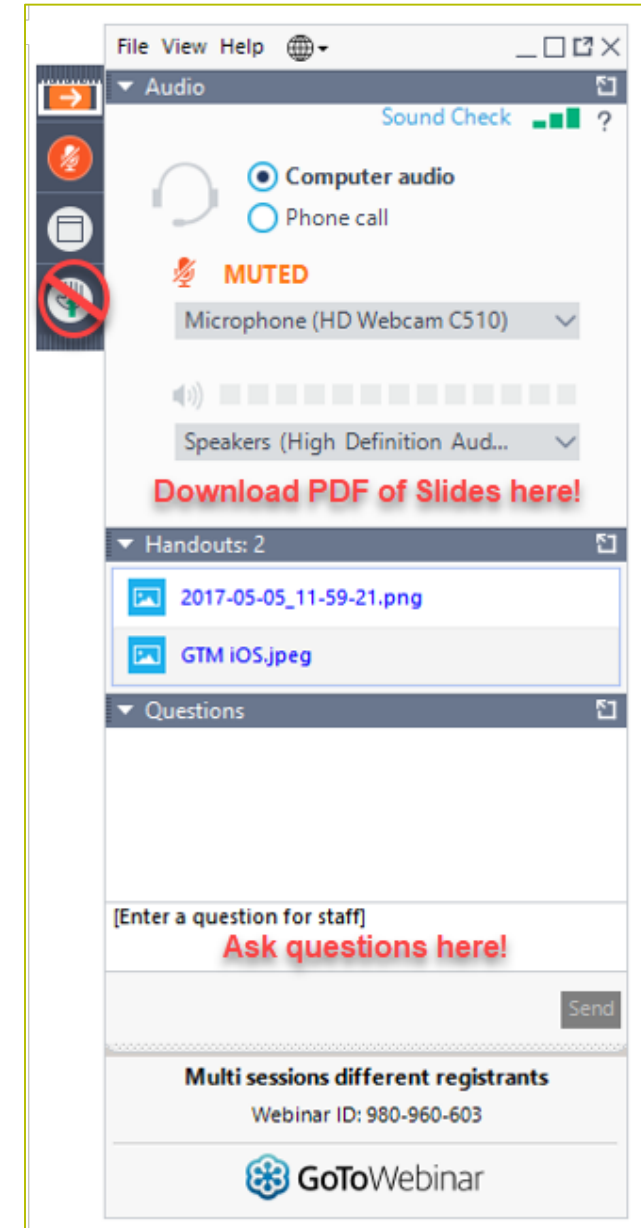 File View Help
Audio
Sound Check ?
Computer audio
Phone call
MUTED
Microphone (HD Webcam C510)
Speakers (High Definition Aud...
Download PDF of Slides here!
Handouts: 2
2017-05-05_11-59-21.png
GTM iOS.jpeg
Questions
[Enter a question for staff]
Ask questions here!
Send
Multi sessions different registrants
Webinar ID: 980-960-603
GoToWebinar